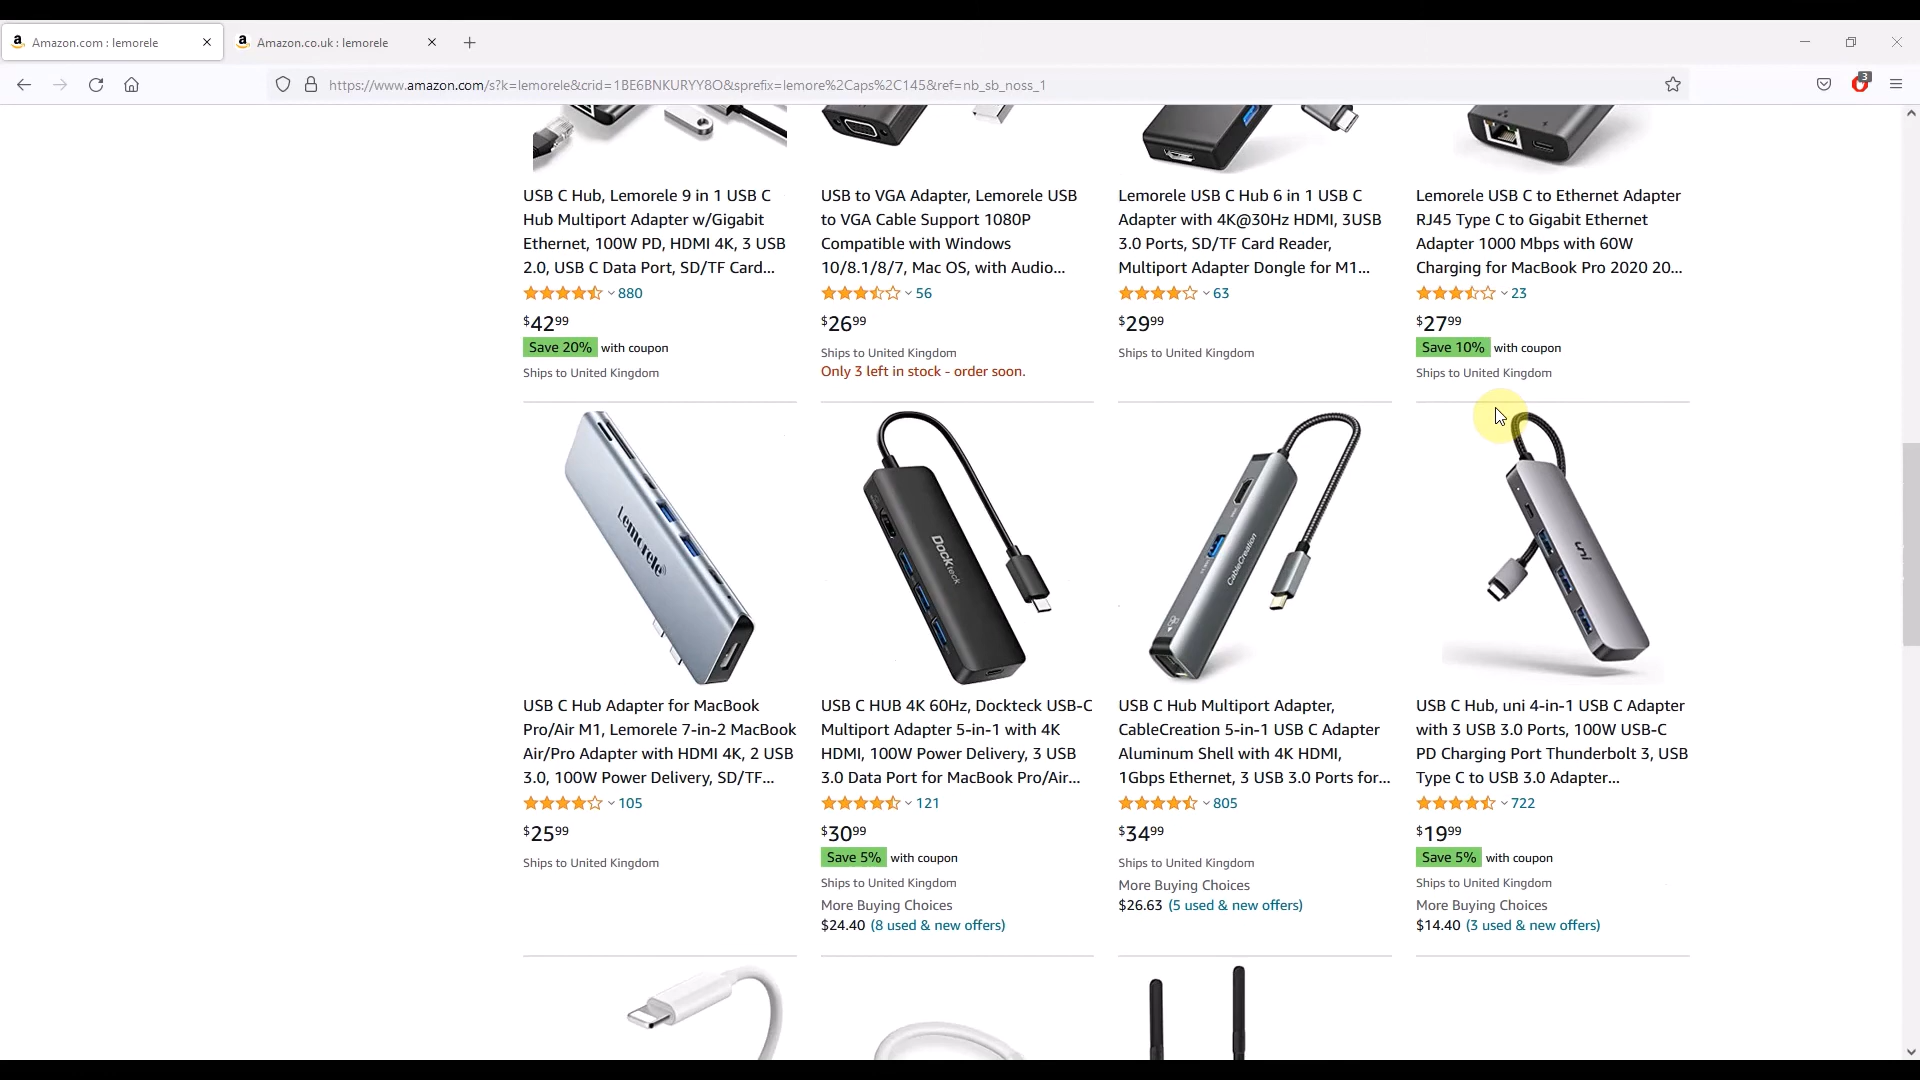 Amazon.com : lemorele
Amazon.co.uk : lemorele
https://www.amazon.com/s?k=lemorele&crid=1BE6BNKURYY8O&sprefix=lemore%2Caps%2C145&ref=nb_sb_noss_1
3
USB C Hub, Lemorele 9 in 1 USB C
Hub Multiport Adapter w/Gigabit
Ethernet, 100W PD, HDMI 4K, 3 USB
2.0, USB C Data Port, SD/TF Card...
880
$4299
Save 20% with coupon
Ships to United Kingdom
USB to VGA Adapter, Lemorele USB
to VGA Cable Support 1080P
Compatible with Windows
10/8.1/8/7, Mac OS, with Audio...
56
$2699
Ships to United Kingdom
Only 3 left in stock - order soon.
Lemorele USB C Hub 6 in 1 USB C
Adapter with 4K@30Hz HDMI, 3USB
3.0 Ports, SD/TF Card Reader,
Multiport Adapter Dongle for M1...
63
$2999
Ships to United Kingdom
Lemorele USB C to Ethernet Adapter
RJ45 Type C to Gigabit Ethernet
Adapter 1000 Mbps with 60W
Charging for MacBook Pro 2020 20...
23
$2799
Save 10% with coupon
Ships to United Kingdom
Lemorele
USB C Hub Adapter for MacBook
Pro/Air M1, Lemorele 7-in-2 MacBook
Air/Pro Adapter with HDMI 4K, 2 USB
3.0, 100W Power Delivery, SD/TF...
105
$2599
Ships to United Kingdom
Dockteck
USB C HUB 4K 60Hz, Dockteck USB-C
Multiport Adapter 5-in-1 with 4K
HDMI, 100W Power Delivery, 3 USB
3.0 Data Port for MacBook Pro/Air...
121
$3099
Save 5% with coupon
Ships to United Kingdom
More Buying Choices
$24.40 (8 used & new offers)
CableCreation
USB C Hub Multiport Adapter,
CableCreation 5-in-1 USB C Adapter
Aluminum Shell with 4K HDMI,
1Gbps Ethernet, 3 USB 3.0 Ports for...
805
$3499
Ships to United Kingdom
More Buying Choices
$26.63 (5 used & new offers)
uni
USB C Hub, uni 4-in-1 USB C Adapter
with 3 USB 3.0 Ports, 100W USB-C
PD Charging Port Thunderbolt 3, USB
Type C to USB 3.0 Adapter...
722
$1999
Save 5% with coupon
Ships to United Kingdom
More Buying Choices
$14.40 (3 used & new offers)